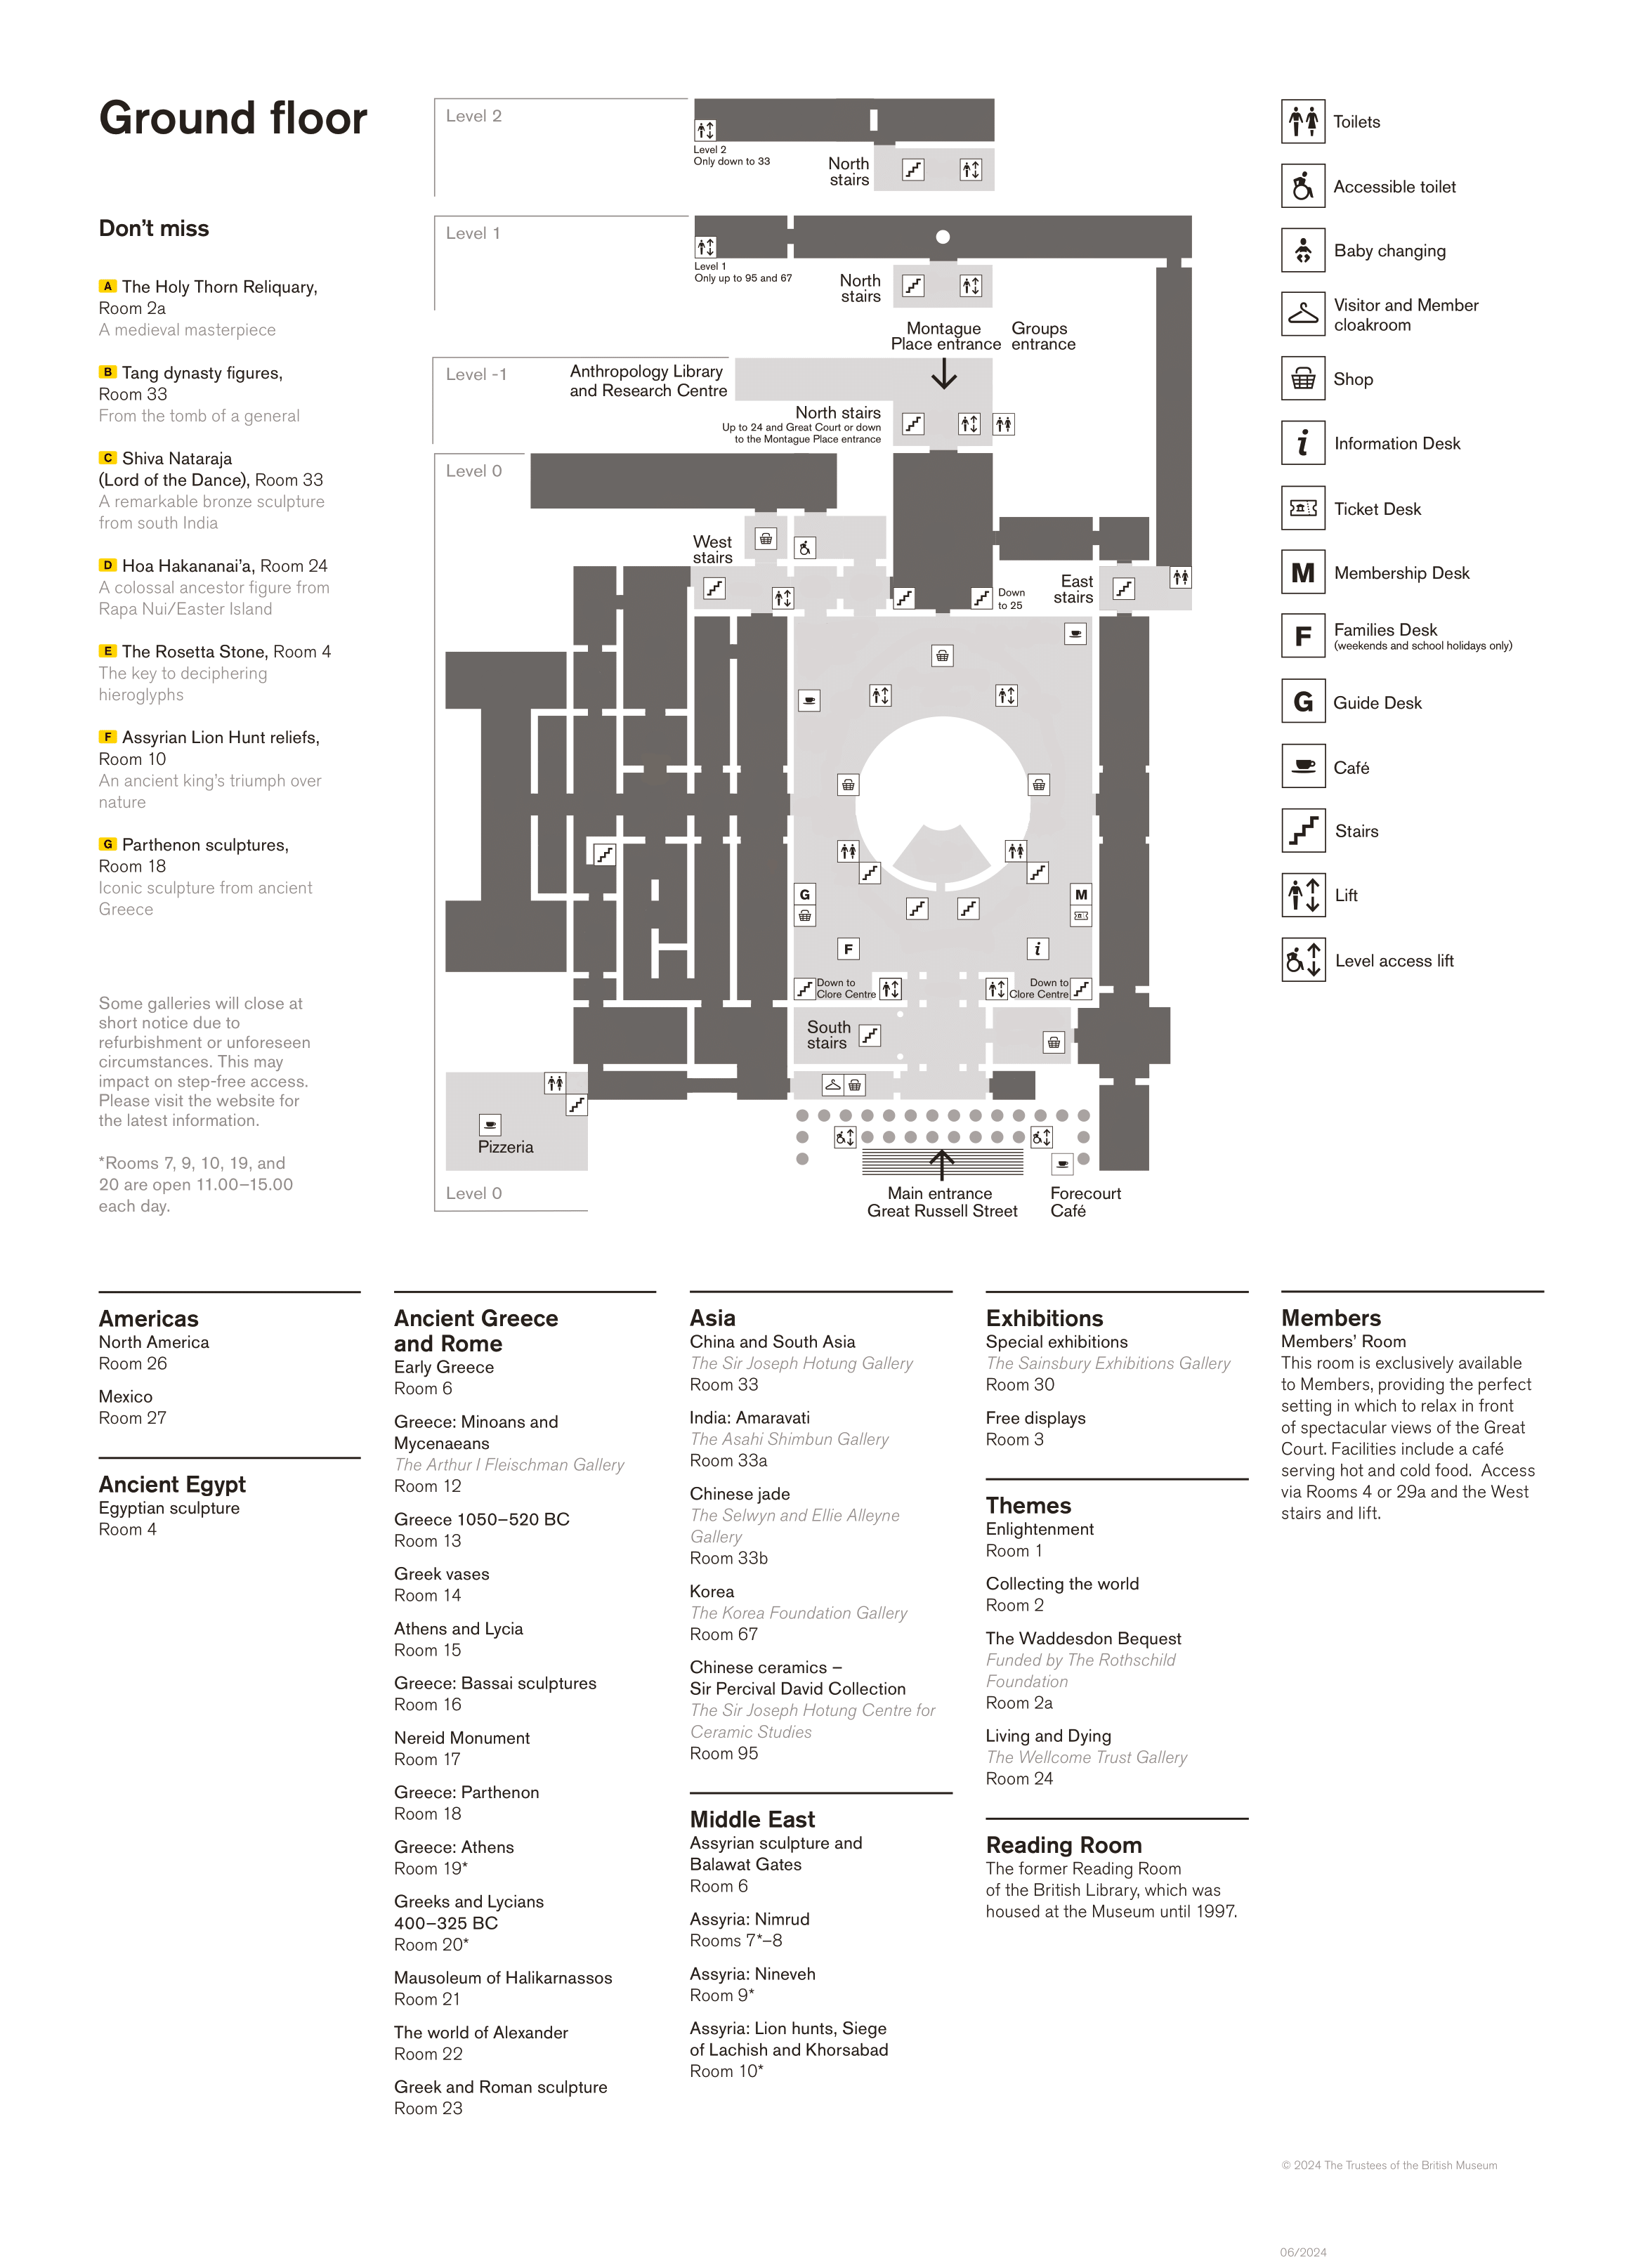 Ground floor
Don't miss
A The Holy Thorn Reliquary,
Room 2a
A medieval masterpiece
B Tang dynasty figures,
Room 33
From the tomb of a general
C Shiva Nataraja
(Lord of the Dance), Room 33
A remarkable bronze sculpture
from south India
D Hoa Hakananai'a, Room 24
A colossal ancestor figure from
Rapa Nui/Easter Island
E The Rosetta Stone, Room 4
The key to deciphering
hieroglyphs
F Assyrian Lion Hunt reliefs,
Room 10
An ancient king's triumph over
nature
G Parthenon sculptures,
Room 18
Iconic sculpture from ancient
Greece
Some galleries will close at
short notice due to
refurbishment or unforeseen
circumstances. This may
impact on step-free access.
Please visit the website for
the latest information.
*Rooms 7, 9, 10, 19, and
20 are open 11.00–15.00
each day.
Level 2
Level 2
Only down to 33
North
stairs
Level 1
Level 1
Only up to 95 and 67
North
stairs
Montague
Place entrance
Groups
entrance
Level -1
Anthropology Library
and Research Centre
North stairs
Up to 24 and Great Court or down
to the Montague Place entrance
Level 0
West
stairs
Down
to 25
East
stairs
G
M
F
i
Down to
Clore Centre
Down to
Clore Centre
South
stairs
Pizzeria
Level 0
Main entrance
Great Russell Street
Forecourt
Café
Toilets
Accessible toilet
Baby changing
Visitor and Member
cloakroom
Shop
i Information Desk
Ticket Desk
M Membership Desk
F Families Desk
(weekends and school holidays only)
G Guide Desk
Café
Stairs
Lift
Level access lift
Americas
North America
Room 26
Mexico
Room 27
Ancient Egypt
Egyptian sculpture
Room 4
Ancient Greece
and Rome
Early Greece
Room 6
Greece: Minoans and
Mycenaeans
The Arthur I Fleischman Gallery
Room 12
Greece 1050–520 BC
Room 13
Greek vases
Room 14
Athens and Lycia
Room 15
Greece: Bassai sculptures
Room 16
Nereid Monument
Room 17
Greece: Parthenon
Room 18
Greece: Athens
Room 19*
Greeks and Lycians
400–325 BC
Room 20*
Mausoleum of Halikarnassos
Room 21
The world of Alexander
Room 22
Greek and Roman sculpture
Room 23
Asia
China and South Asia
The Sir Joseph Hotung Gallery
Room 33
India: Amaravati
The Asahi Shimbun Gallery
Room 33a
Chinese jade
The Selwyn and Ellie Alleyne
Gallery
Room 33b
Korea
The Korea Foundation Gallery
Room 67
Chinese ceramics –
Sir Percival David Collection
The Sir Joseph Hotung Centre for
Ceramic Studies
Room 95
Middle East
Assyrian sculpture and
Balawat Gates
Room 6
Assyria: Nimrud
Rooms 7*–8
Assyria: Nineveh
Room 9*
Assyria: Lion hunts, Siege
of Lachish and Khorsabad
Room 10*
Exhibitions
Special exhibitions
The Sainsbury Exhibitions Gallery
Room 30
Free displays
Room 3
Themes
Enlightenment
Room 1
Collecting the world
Room 2
The Waddesdon Bequest
Funded by The Rothschild
Foundation
Room 2a
Living and Dying
The Wellcome Trust Gallery
Room 24
Reading Room
The former Reading Room
of the British Library, which was
housed at the Museum until 1997.
Members
Members' Room
This room is exclusively available
to Members, providing the perfect
setting in which to relax in front
of spectacular views of the Great
Court. Facilities include a café
serving hot and cold food. Access
via Rooms 4 or 29a and the West
stairs and lift.
© 2024 The Trustees of the British Museum
06/2024